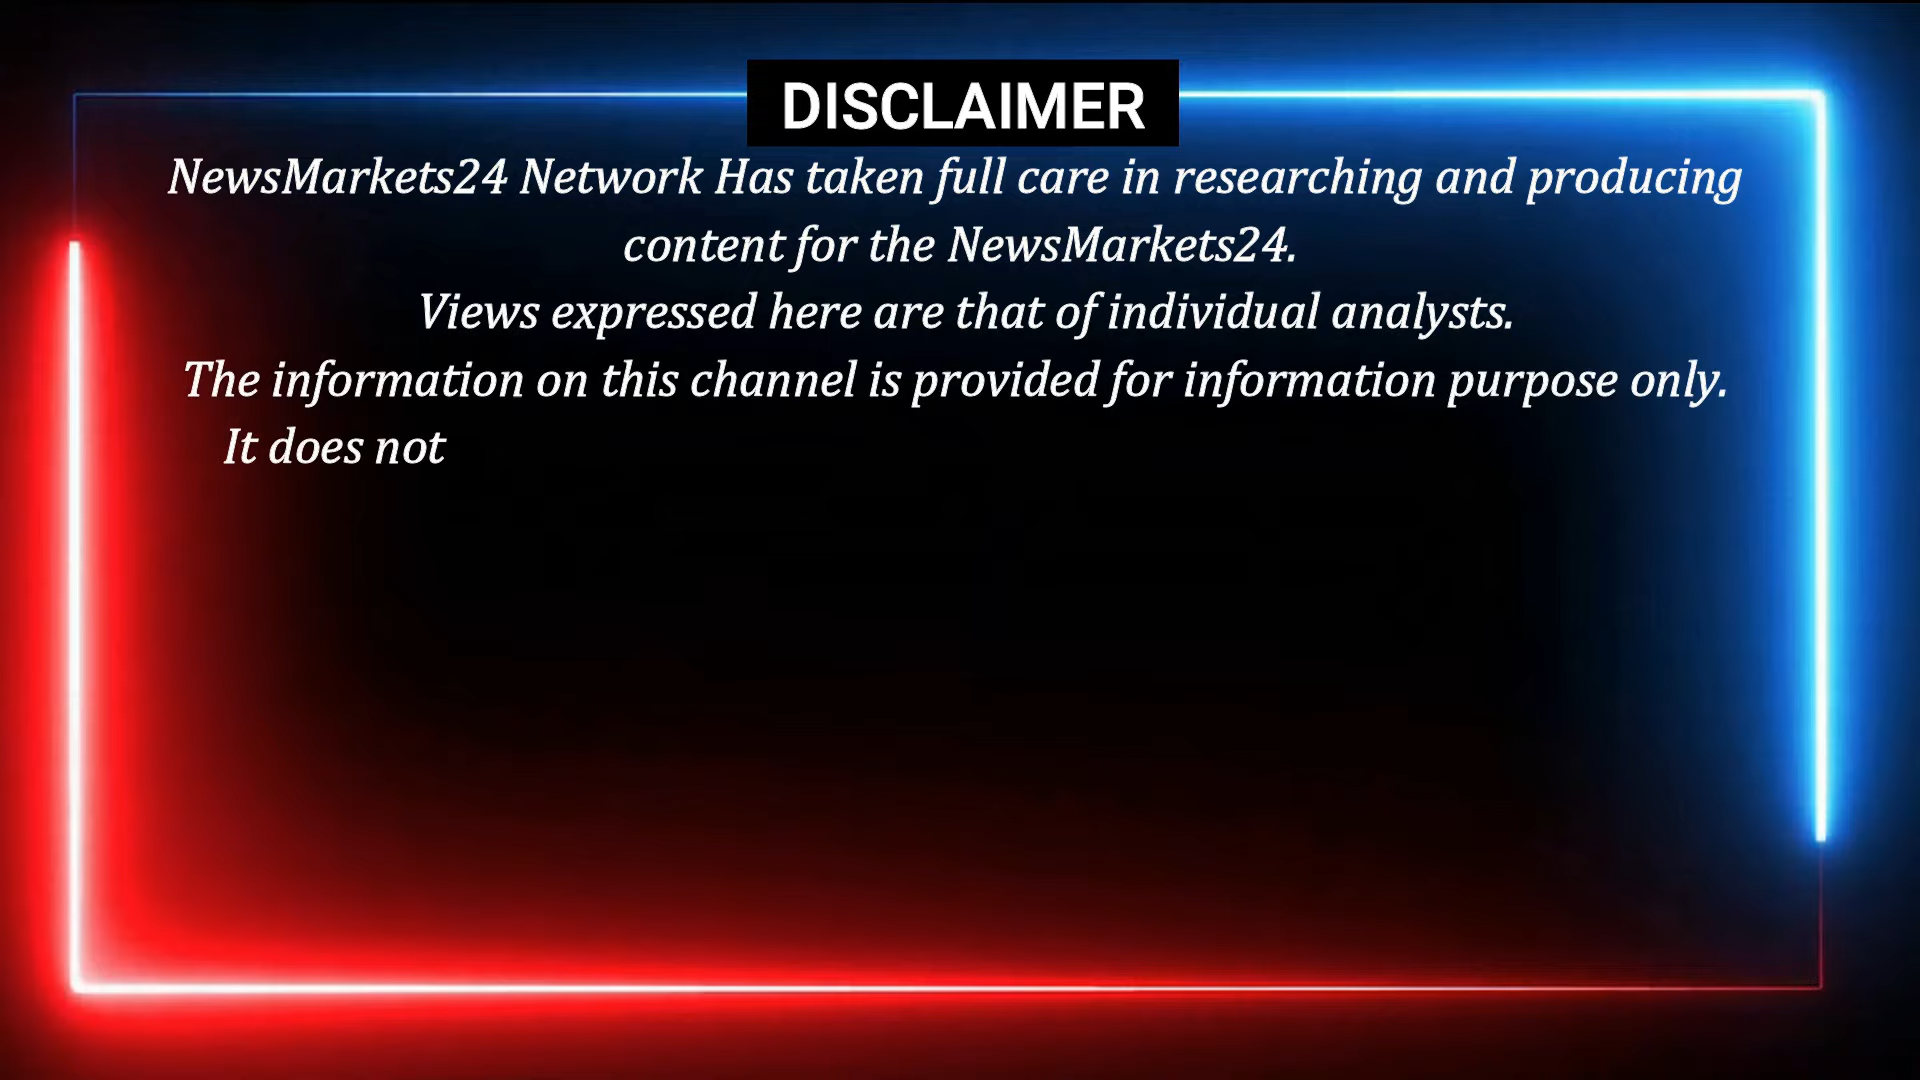 DISCLAIMER
NewsMarkets24 Network Has taken full care in researching and producing
content for the NewsMarkets24.
Views expressed here are that of individual analysts.
The information on this channel is provided for information purpose only.
It does not